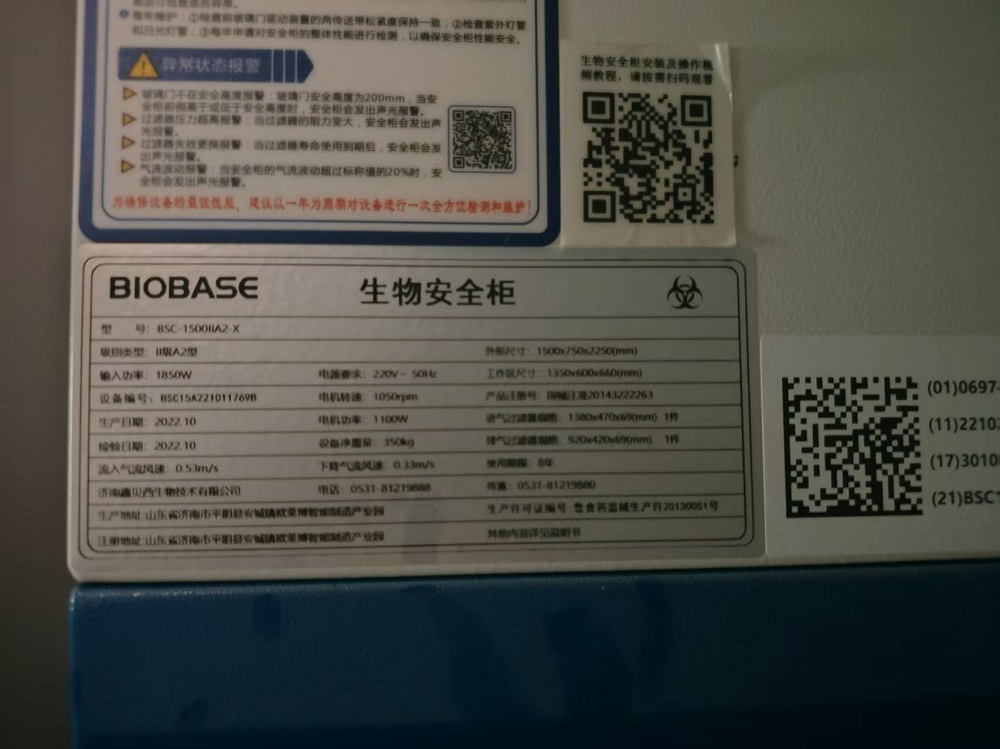 能进行检查是否异常。
每年维护：①检查前玻璃门驱动装置的两传送带松紧度保持一致；②检查紫外灯管
和日光灯管，③每年申请对安全柜的整体性能进行检测，以确保安全柜性能安全。
异常状态报警
玻璃门不在安全高度报警：玻璃门安全高度为200mm，当安
全柜前侧高于或低于安全高度时，安全柜会发出声光报警。
过滤器压力超高报警：当过滤器的阻力变大，安全柜会发出声
光报警。
过滤器失效更换报警：当过滤器寿命使用到期后，安全柜会发
出声光报警。
气流波动报警：当安全柜的气流波动超过标称值的20%时，安
全柜会发出声光报警。
为确保设备的最佳性能，建议以一年为周期对设备进行一次全方位检测和维护！
生物安全柜安装及操作视
频教程，请按需扫码观看
BIOBASE 生物安全柜
型 号：BSC-1500IIA2-X
级别类型：II级A2型 外形尺寸：1500x750x2250(mm)
输入功率：1850W 电源要求：220V~ 50Hz 工作区尺寸：1350x600x660(mm)
设备编号：BSC15A221011769B 电机转速：1050rpm 产品注册号：国械注准20143222263
生产日期：2022.10 电机功率：1100W 进气过滤器规格：1380x470x69(mm) 1件
检验日期：2022.10 设备净重量：350kg 排气过滤器规格：920x420x69(mm) 1件
流入气流风速：0.53m/s 下降气流风速：0.33m/s 使用期限：8年
济南鑫贝西生物技术有限公司 电话：0531-81219888 传真：0531-81219880
生产地址:山东省济南市平阴县安城镇欧莱博智能制造产业园 生产许可证编号 鲁食药监械生产许20130051号
注册地址:山东省济南市平阴县安城镇欧莱博智能制造产业园 其他内容详见说明书
(01)0697
(11)2210
(17)3010
(21)BSC